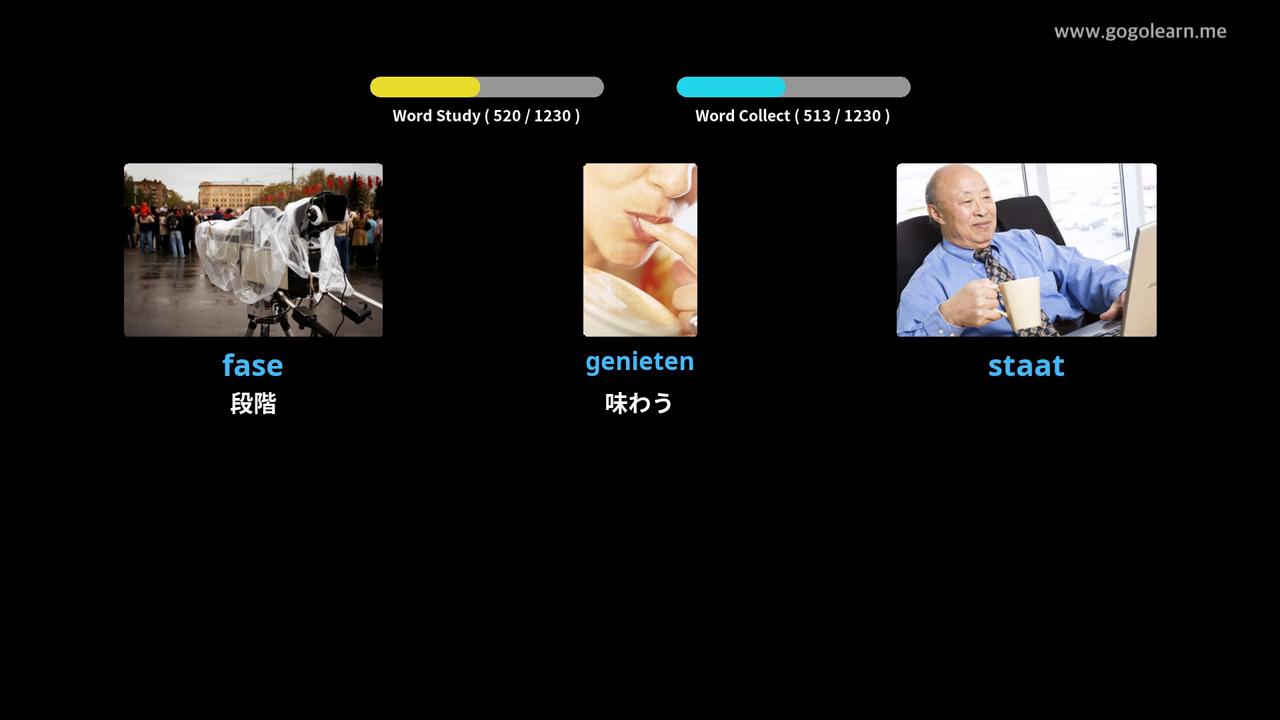 www.gogolearn.me
Word Study ( 520 / 1230 )
Word Collect ( 513 / 1230 )
fase
genieten
staat
段階
味わう